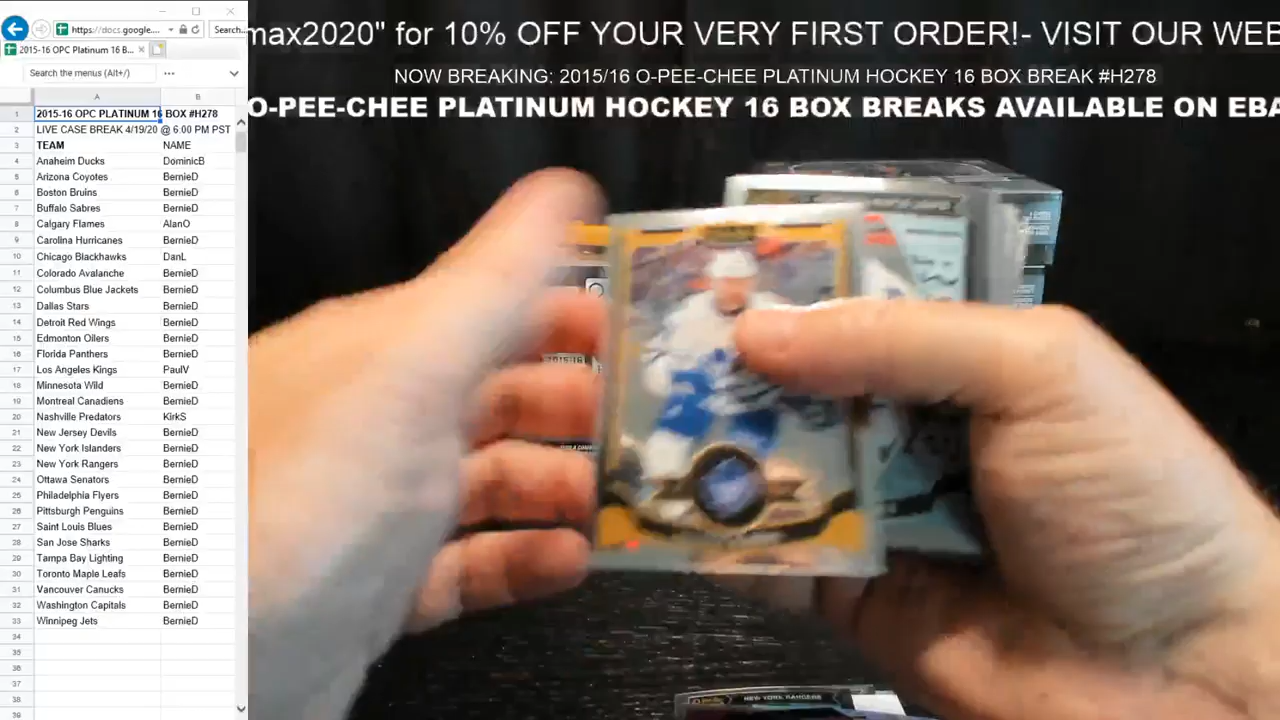 https://docs.google....
Search...
2015-16 OPC Platinum 16 B...
Search the menus (Alt+/)
A B
1 2015-16 OPC PLATINUM 16 BOX #H278
2 LIVE CASE BREAK 4/19/20 @ 6:00 PM PST
3 TEAM NAME
4 Anaheim Ducks DominicB
5 Arizona Coyotes BernieD
6 Boston Bruins BernieD
7 Buffalo Sabres BernieD
8 Calgary Flames AlanO
9 Carolina Hurricanes BernieD
10 Chicago Blackhawks DanL
11 Colorado Avalanche BernieD
12 Columbus Blue Jackets BernieD
13 Dallas Stars BernieD
14 Detroit Red Wings BernieD
15 Edmonton Oilers BernieD
16 Florida Panthers BernieD
17 Los Angeles Kings PaulV
18 Minnesota Wild BernieD
19 Montreal Canadiens BernieD
20 Nashville Predators KirkS
21 New Jersey Devils BernieD
22 New York Islanders BernieD
23 New York Rangers BernieD
24 Ottawa Senators BernieD
25 Philadelphia Flyers BernieD
26 Pittsburgh Penguins BernieD
27 Saint Louis Blues BernieD
28 San Jose Sharks BernieD
29 Tampa Bay Lighting BernieD
30 Toronto Maple Leafs BernieD
31 Vancouver Canucks BernieD
32 Washington Capitals BernieD
33 Winnipeg Jets BernieD
34
35
36
37
38
39
max2020" for 10% OFF YOUR VERY FIRST ORDER!- VISIT OUR WEB
NOW BREAKING: 2015/16 O-PEE-CHEE PLATINUM HOCKEY 16 BOX BREAK #H278
O-PEE-CHEE PLATINUM HOCKEY 16 BOX BREAKS AVAILABLE ON EBA
NEW YORK RANGERS